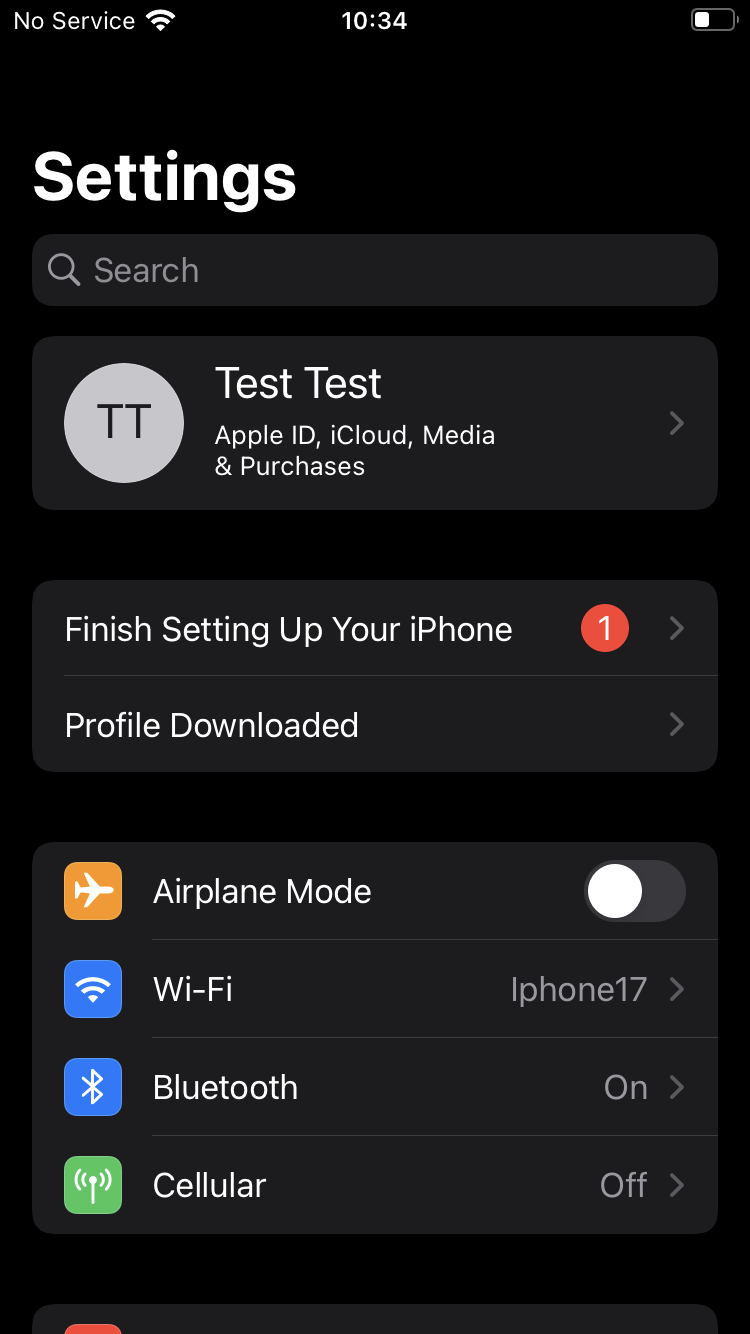 No Service 10:34
Settings
Search
TT
Test Test
Apple ID, iCloud, Media
& Purchases
Finish Setting Up Your iPhone 1
Profile Downloaded
Airplane Mode
Wi-Fi Iphone17
Bluetooth On
Cellular Off